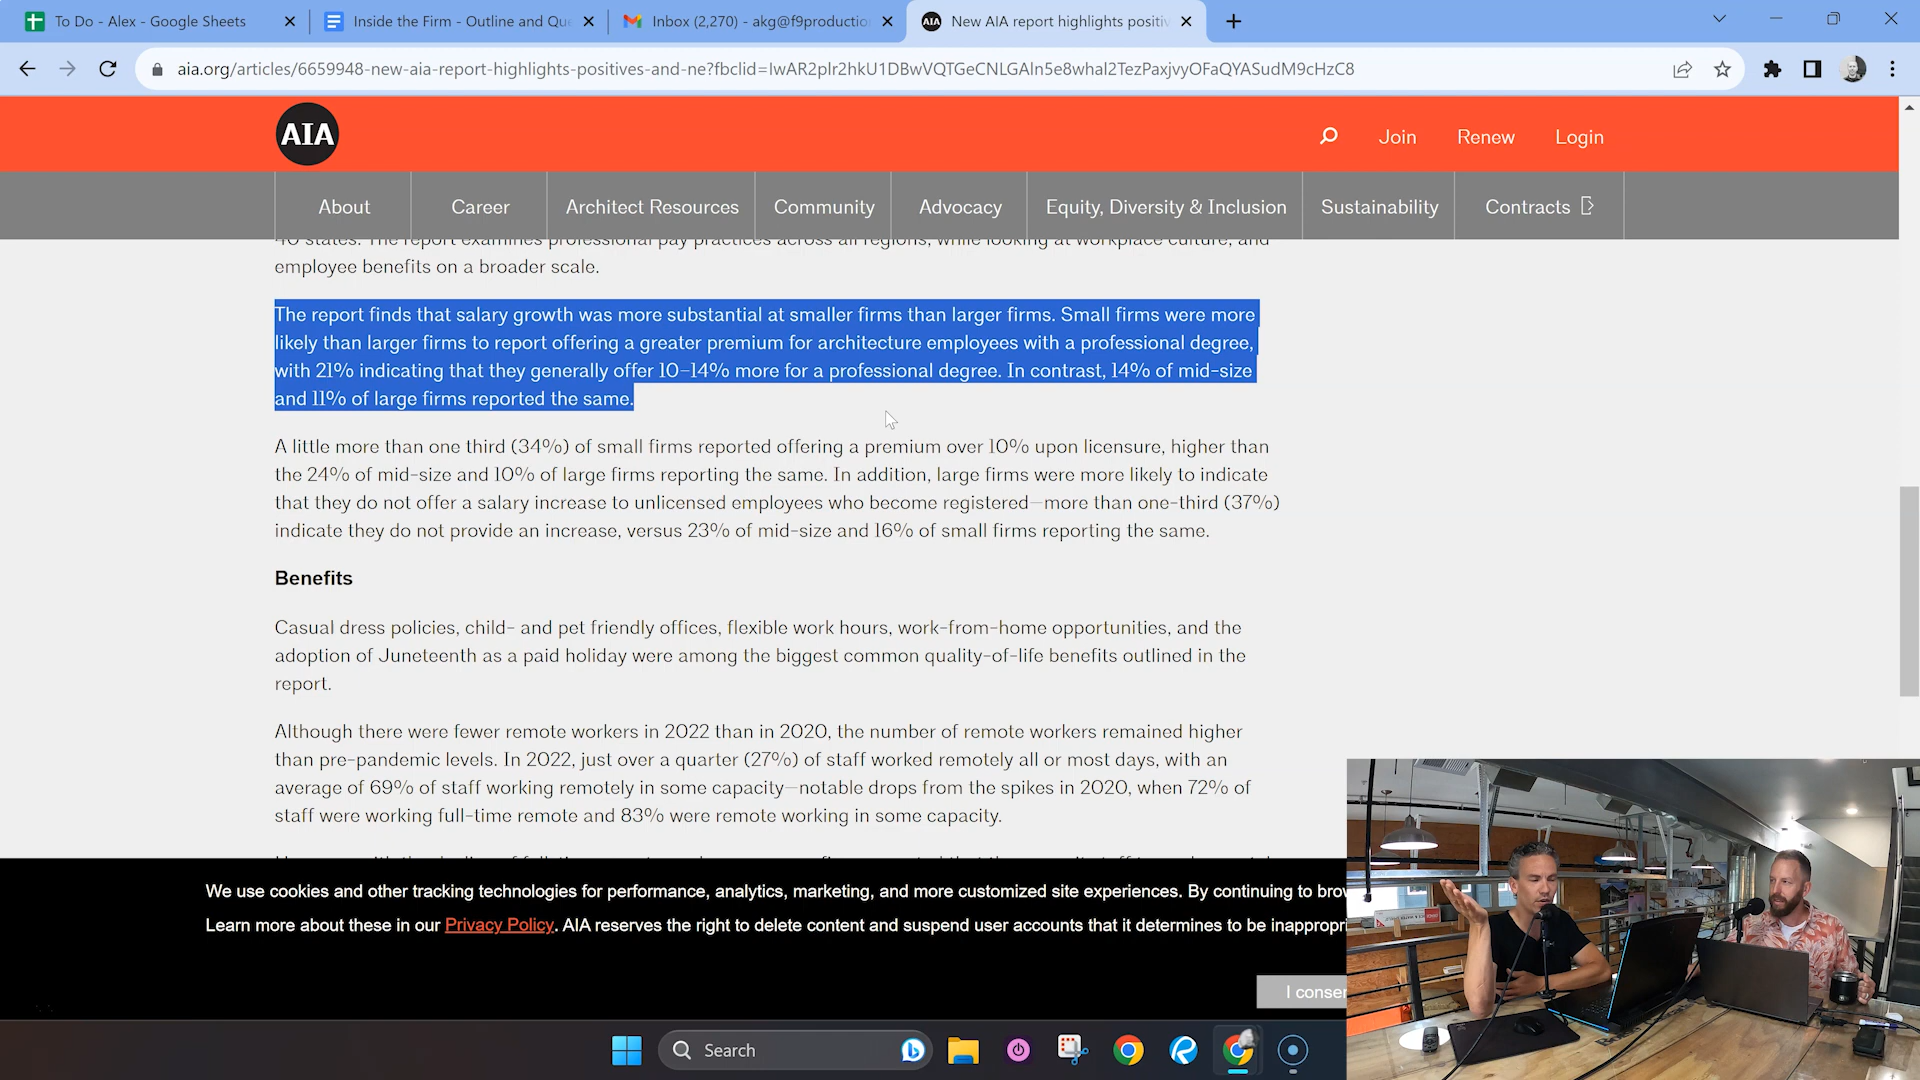 To Do - Alex - Google Sheets
Inside the Firm - Outline and Que
Inbox (2,270) - akg@f9productio
New AIA report highlights positiv
aia.org/articles/6659948-new-aia-report-highlights-positives-and-ne?fbclid=IwAR2plr2hkU1DBwVQTGeCNLGAln5e8whal2TezPaxjvyOFaQYASudM9cHzC8
AIA
Join
Renew
Login
About
Career
Architect Resources
Community
Advocacy
Equity, Diversity & Inclusion
Sustainability
Contracts
40 states. The report examines professional pay practices across all regions, while looking at workplace culture, and
employee benefits on a broader scale.
The report finds that salary growth was more substantial at smaller firms than larger firms. Small firms were more
likely than larger firms to report offering a greater premium for architecture employees with a professional degree,
with 21% indicating that they generally offer 10–14% more for a professional degree. In contrast, 14% of mid-size
and 11% of large firms reported the same.
A little more than one third (34%) of small firms reported offering a premium over 10% upon licensure, higher than
the 24% of mid-size and 10% of large firms reporting the same. In addition, large firms were more likely to indicate
that they do not offer a salary increase to unlicensed employees who become registered—more than one-third (37%)
indicate they do not provide an increase, versus 23% of mid-size and 16% of small firms reporting the same.
Benefits
Casual dress policies, child- and pet friendly offices, flexible work hours, work-from-home opportunities, and the
adoption of Juneteenth as a paid holiday were among the biggest common quality-of-life benefits outlined in the
report.
Although there were fewer remote workers in 2022 than in 2020, the number of remote workers remained higher
than pre-pandemic levels. In 2022, just over a quarter (27%) of staff worked remotely all or most days, with an
average of 69% of staff working remotely in some capacity—notable drops from the spikes in 2020, when 72% of
staff were working full-time remote and 83% were remote working in some capacity.
We use cookies and other tracking technologies for performance, analytics, marketing, and more customized site experiences. By continuing to brow
Learn more about these in our Privacy Policy. AIA reserves the right to delete content and suspend user accounts that it determines to be inappropri
I consen
Search